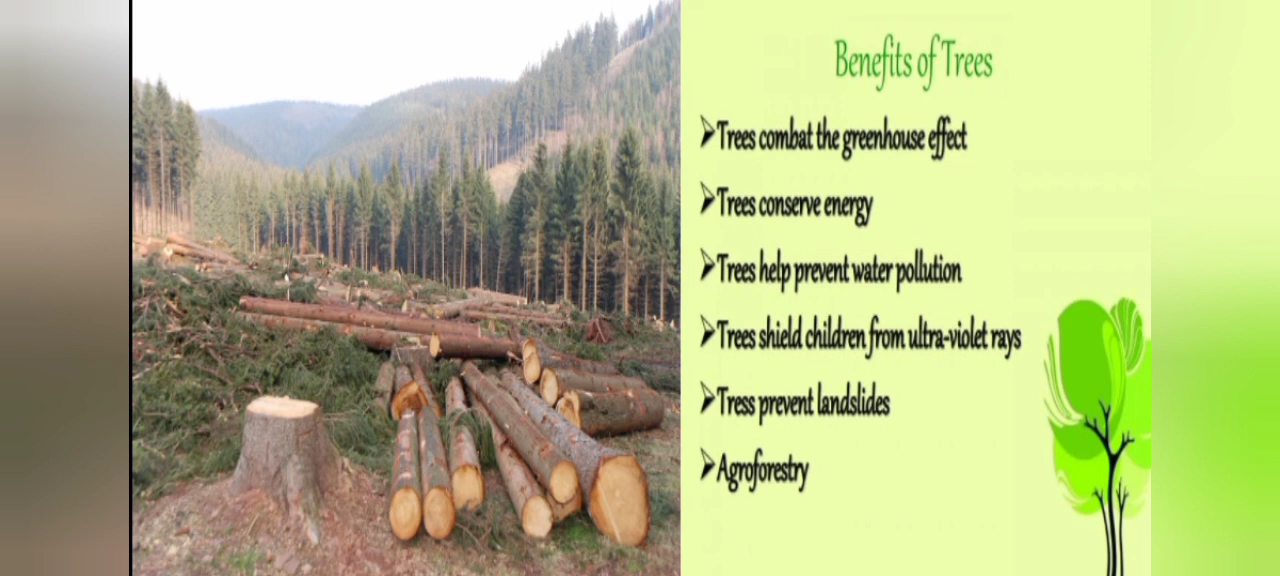 Benefits of Trees
➢Trees combat the greenhouse effect
➢Trees conserve energy
➢Trees help prevent water pollution
➢Trees shield children from ultra-violet rays
➢Tress prevent landslides
➢Agroforestry